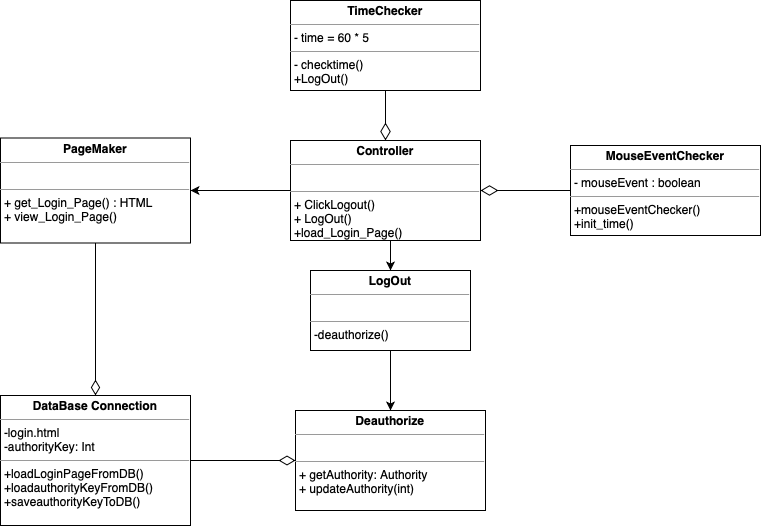 TimeChecker
- time = 60 * 5
- checktime()
+LogOut()
PageMaker
+ get_Login_Page() : HTML
+ view_Login_Page()
Controller
+ ClickLogout()
+ LogOut()
+load_Login_Page()
MouseEventChecker
- mouseEvent : boolean
+mouseEventChecker()
+init_time()
LogOut
-deauthorize()
DataBase Connection
-login.html
-authorityKey: Int
+loadLoginPageFromDB()
+loadauthorityKeyFromDB()
+saveauthorityKeyToDB()
Deauthorize
+ getAuthority: Authority
+ updateAuthority(int)